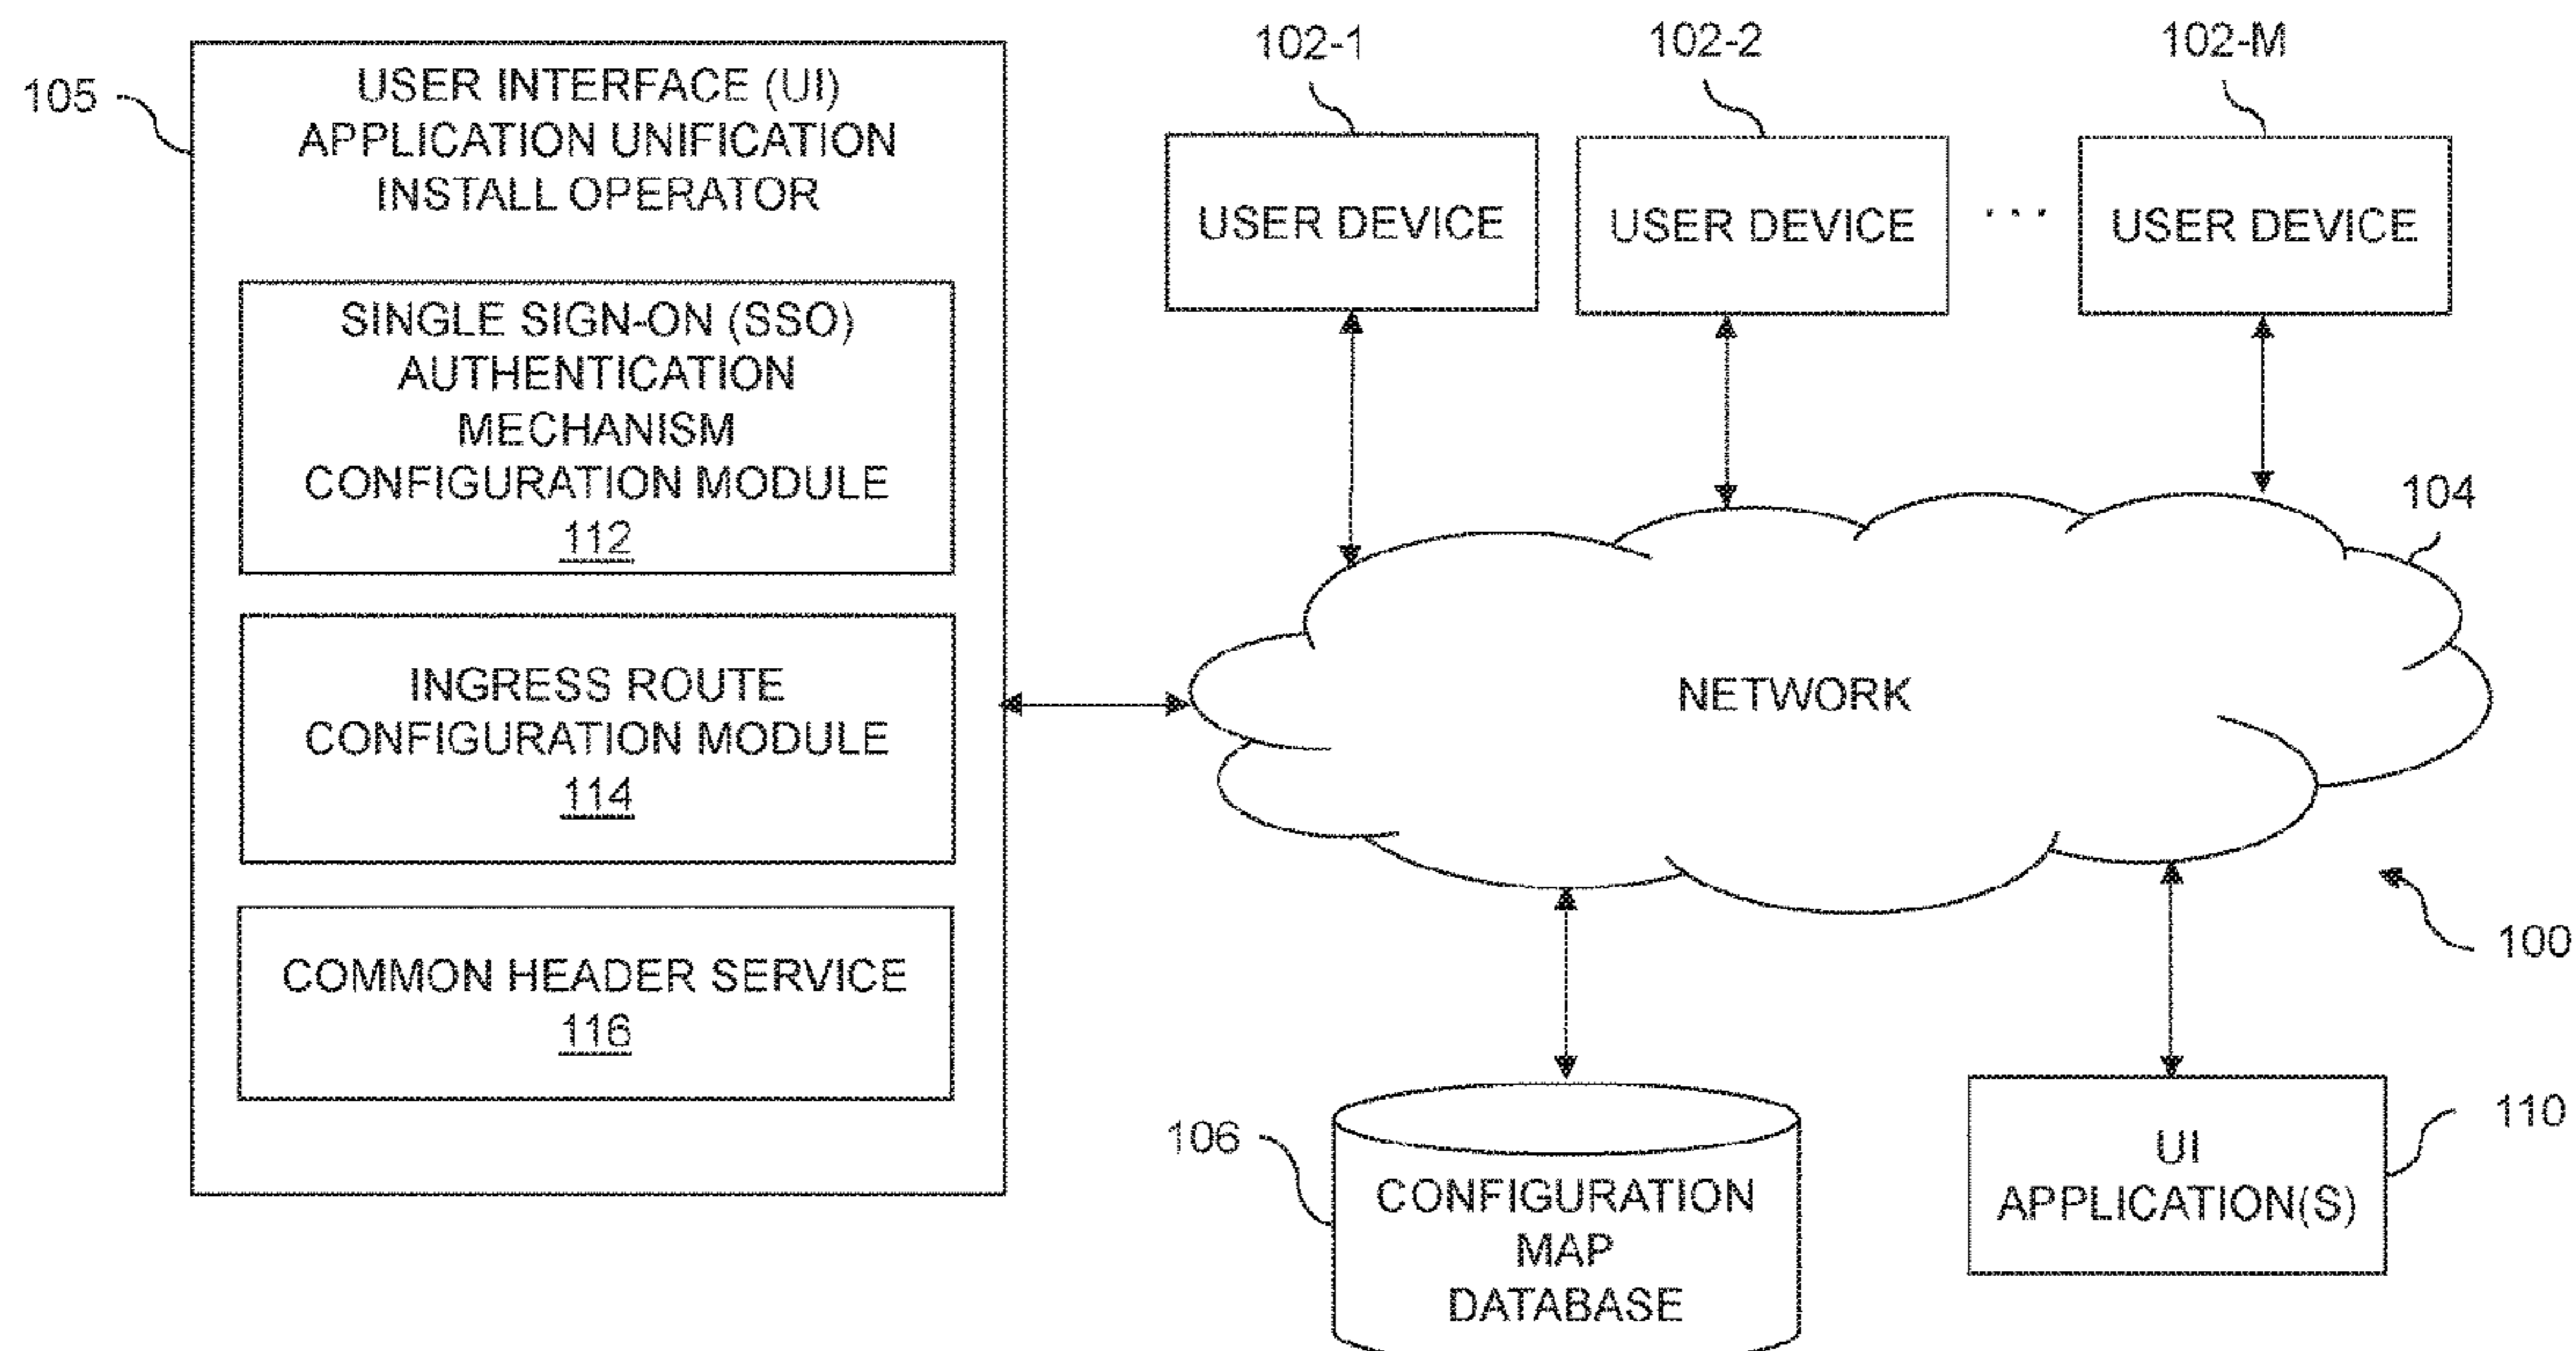 105
USER INTERFACE (UI)
APPLICATION UNIFICATION
INSTALL OPERATOR
SINGLE SIGN-ON (SSO)
AUTHENTICATION
MECHANISM
CONFIGURATION MODULE
112
INGRESS ROUTE
CONFIGURATION MODULE
114
COMMON HEADER SERVICE
116
102-1
USER DEVICE
102-2
USER DEVICE
. . .
102-M
USER DEVICE
104
NETWORK
100
106
CONFIGURATION
MAP
DATABASE
110
UI
APPLICATION(S)